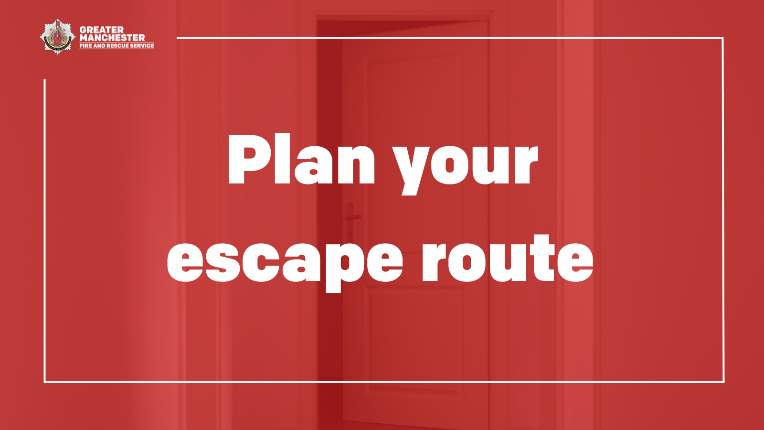 GREATER
MANCHESTER
FIRE AND RESCUE SERVICE
Plan your
escape route